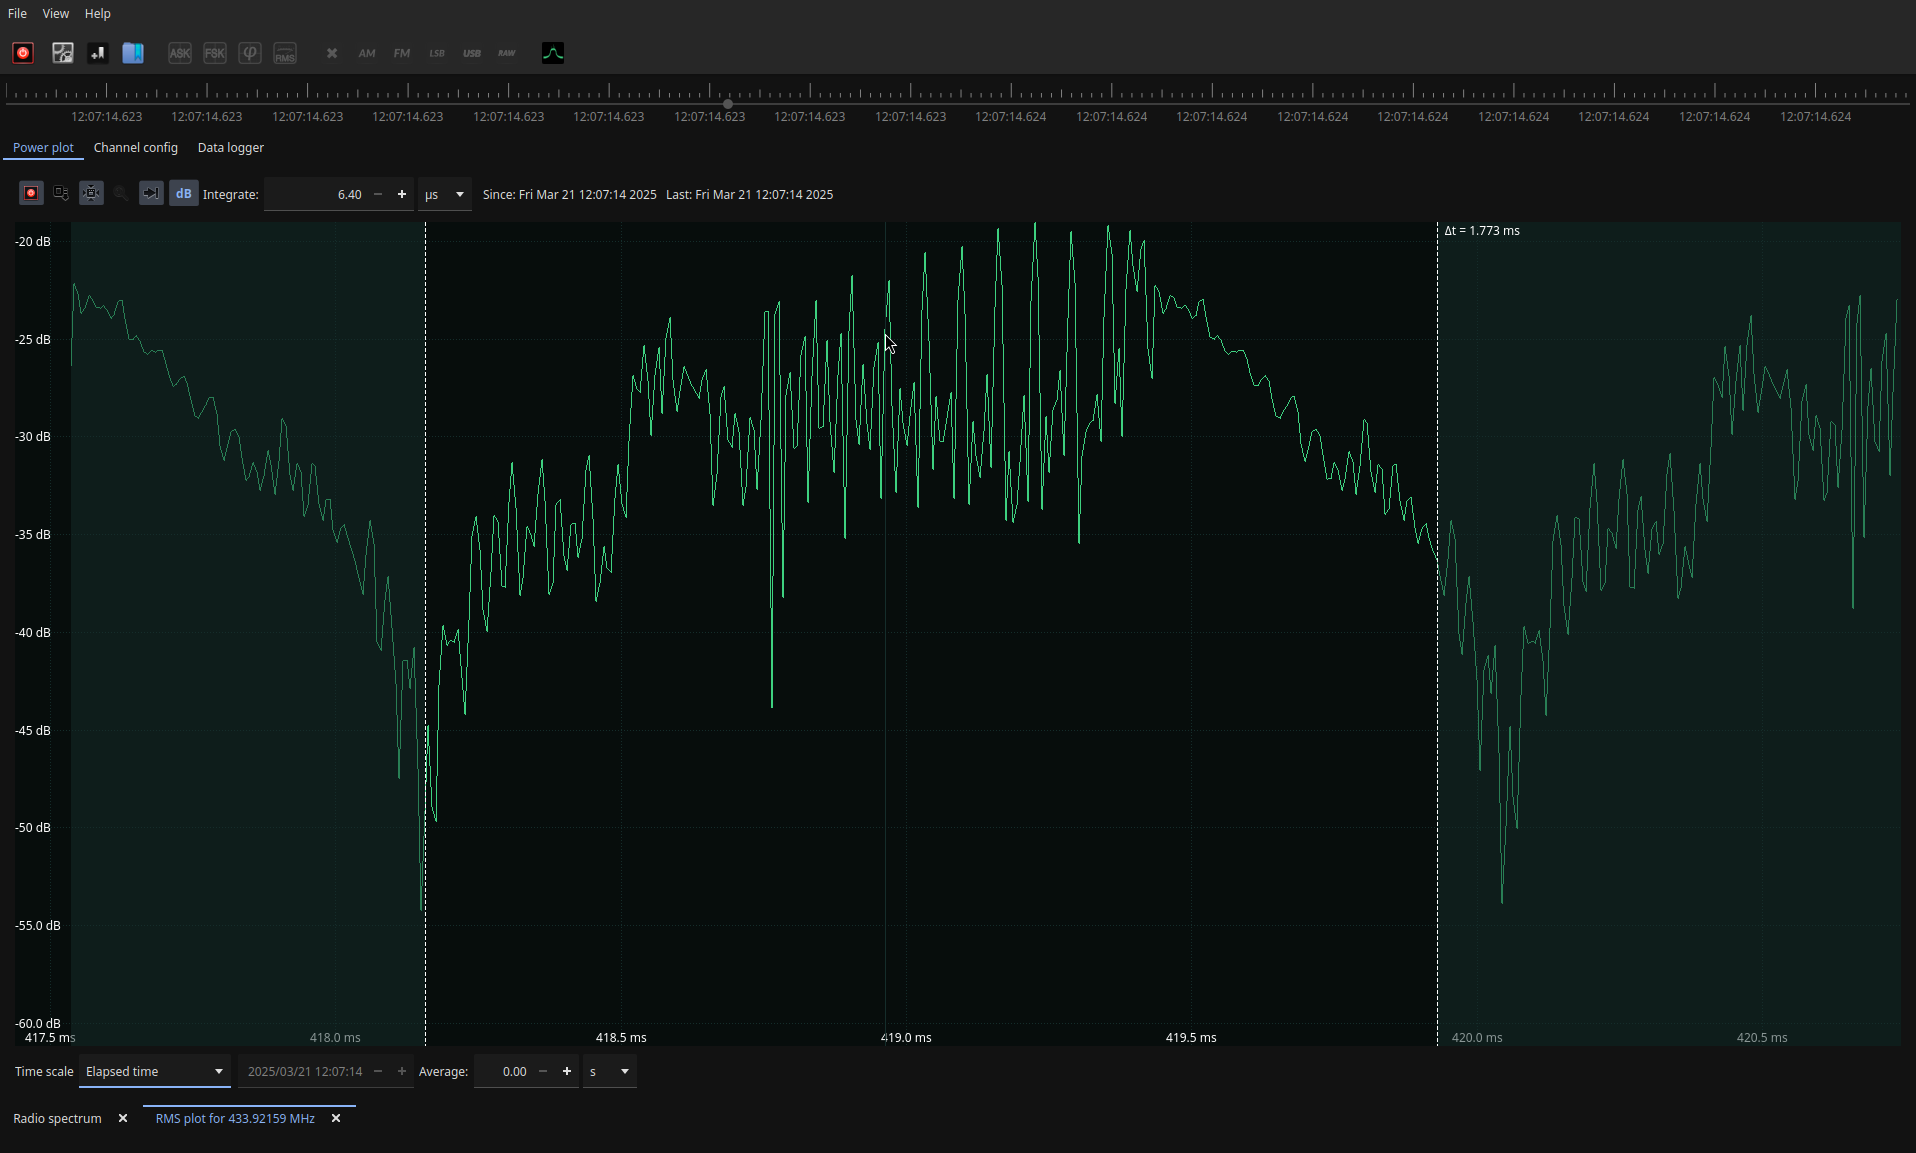 File View Help
ASK FSK φ RMS AM FM LSB USB RAW
12:07:14.623 12:07:14.623 12:07:14.623 12:07:14.623 12:07:14.623 12:07:14.623 12:07:14.623 12:07:14.623 12:07:14.623 12:07:14.624 12:07:14.624 12:07:14.624 12:07:14.624 12:07:14.624 12:07:14.624 12:07:14.624 12:07:14.624 12:07:14.624
Power plot Channel config Data logger
dB Integrate: 6.40 − + µs Since: Fri Mar 21 12:07:14 2025 Last: Fri Mar 21 12:07:14 2025
Δt = 1.773 ms
-20 dB
-25 dB
-30 dB
-35 dB
-40 dB
-45 dB
-50 dB
-55.0 dB
-60.0 dB
417.5 ms 418.0 ms 418.5 ms 419.0 ms 419.5 ms 420.0 ms 420.5 ms
Time scale Elapsed time 2025/03/21 12:07:14 − + Average: 0.00 − + s
Radio spectrum RMS plot for 433.92159 MHz